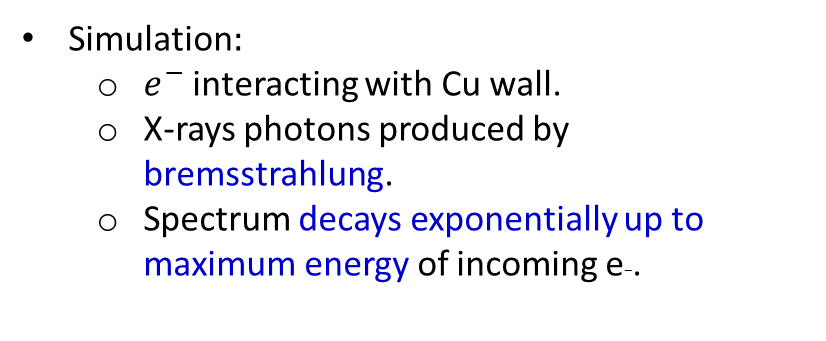 • Simulation:
o e⁻ interacting with Cu wall.
o X-rays photons produced by
bremsstrahlung.
o Spectrum decays exponentially up to
maximum energy of incoming e-.